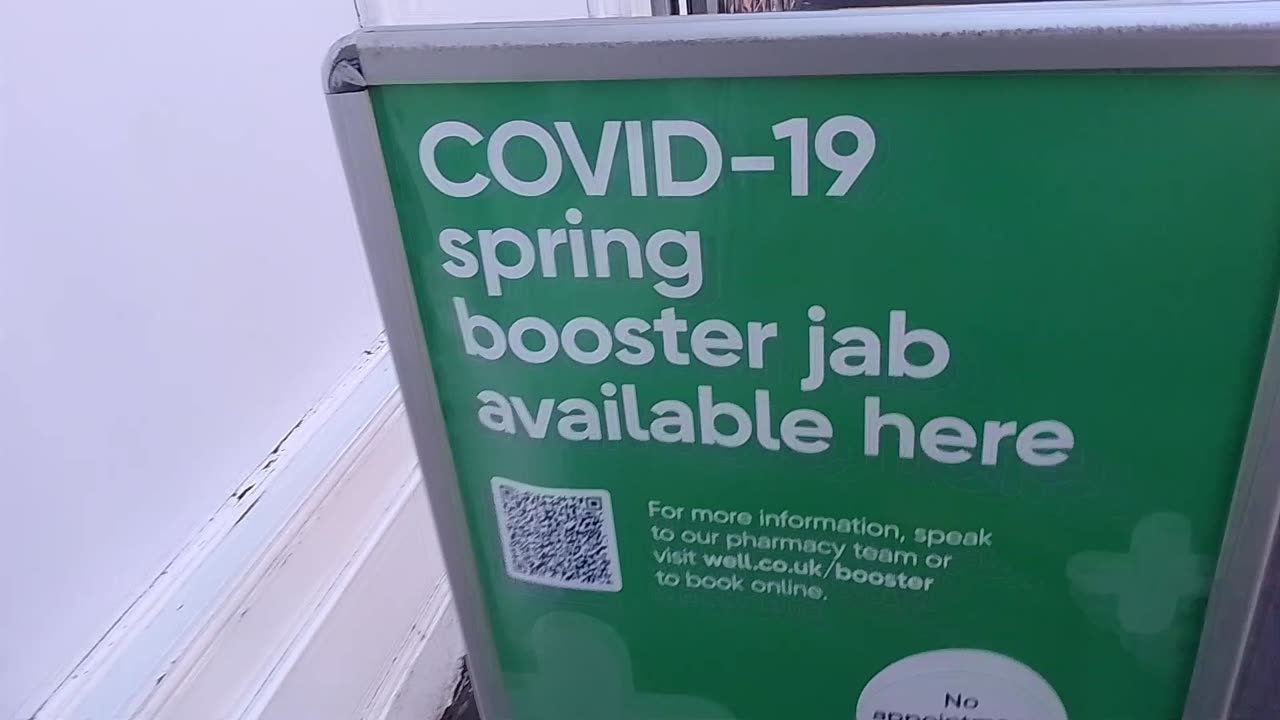 COVID-19
spring
booster jab
available here
For more information, speak
to our pharmacy team or
visit well.co.uk/booster
to book online.
No